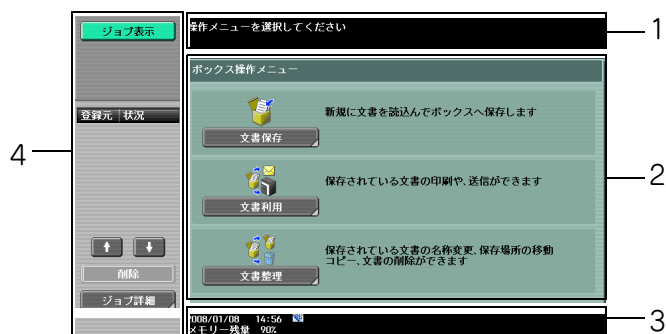 ジョブ表示
操作メニューを選択してください
1
ボックス操作メニュー
登録元 状況
新規に文書を読込んでボックスへ保存します
文書保存
4
2
保存されている文書の印刷や、送信ができます
文書利用
保存されている文書の名称変更、保存場所の移動
コピー、文書の削除ができます
文書整理
削除
ジョブ詳細
2008/01/08 14:56
メモリー残量 90%
3